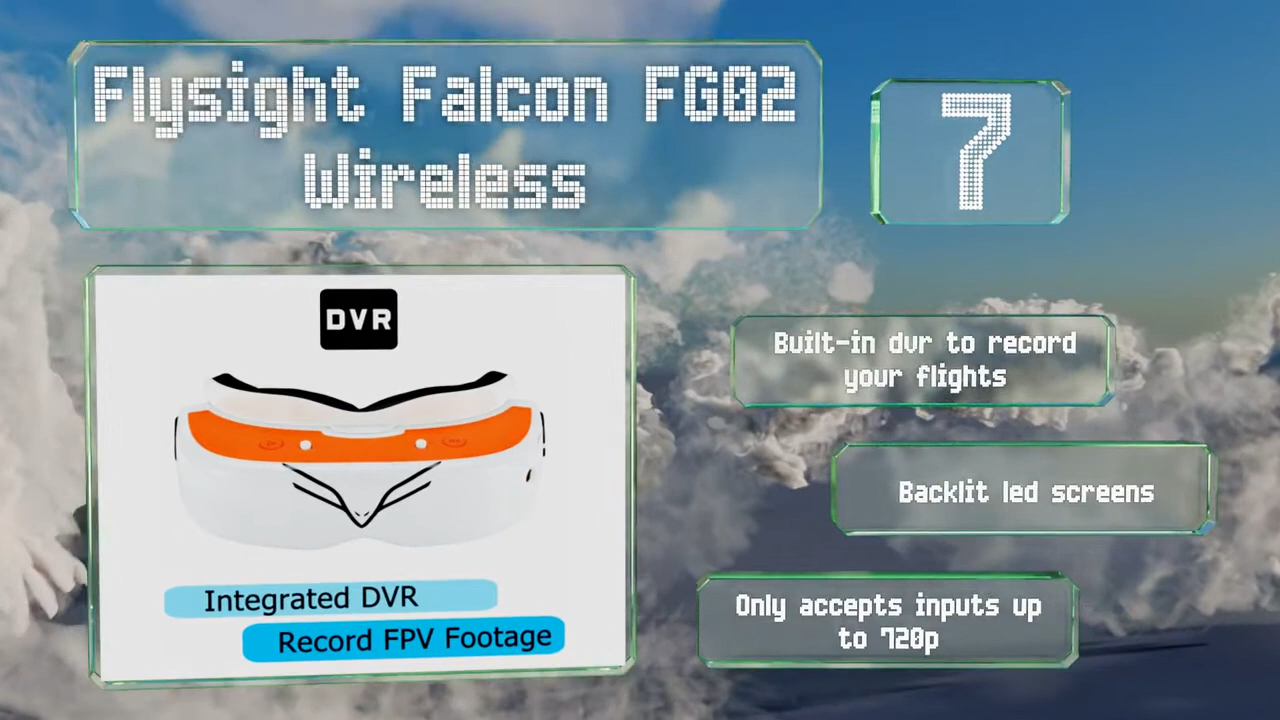 Flysight Falcon FG02
Wireless
7
DVR
Integrated DVR
Record FPV Footage
Built-in dvr to record
your flights
Backlit led screens
Only accepts inputs up
to 720p